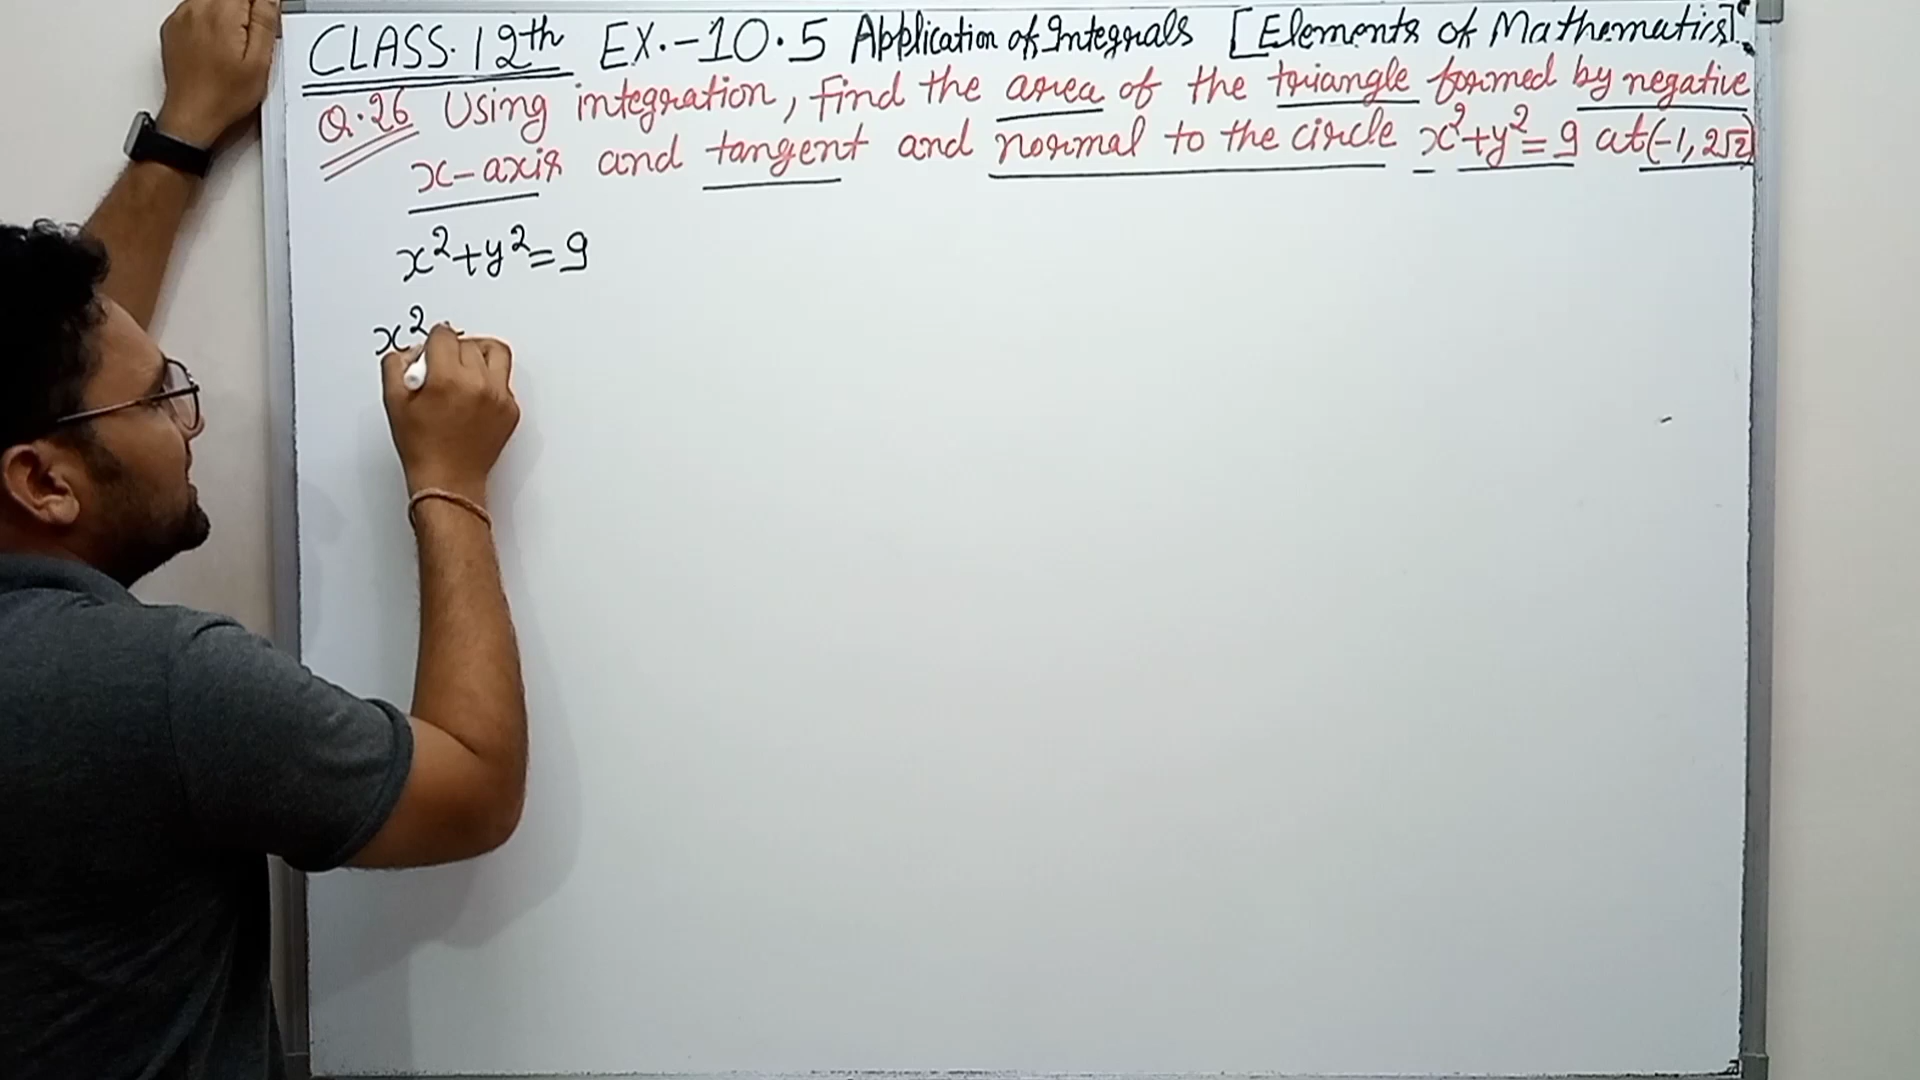 CLASS.12th EX.-10.5 Application of Integrals [Elements of Mathematics]
Q.26 Using integration, Find the area of the triangle formed by negative
x-axis and tangent and normal to the circle x²+y²=9 at (-1, 2√2)
x²+y²=9
x²